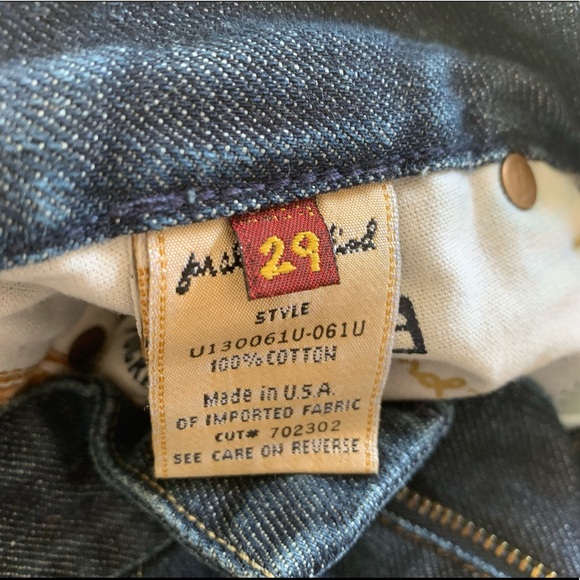 29
STYLE
U130061U-061U
100% COTTON
Made in U.S.A.
OF IMPORTED FABRIC
CUT# 702302
SEE CARE ON REVERSE